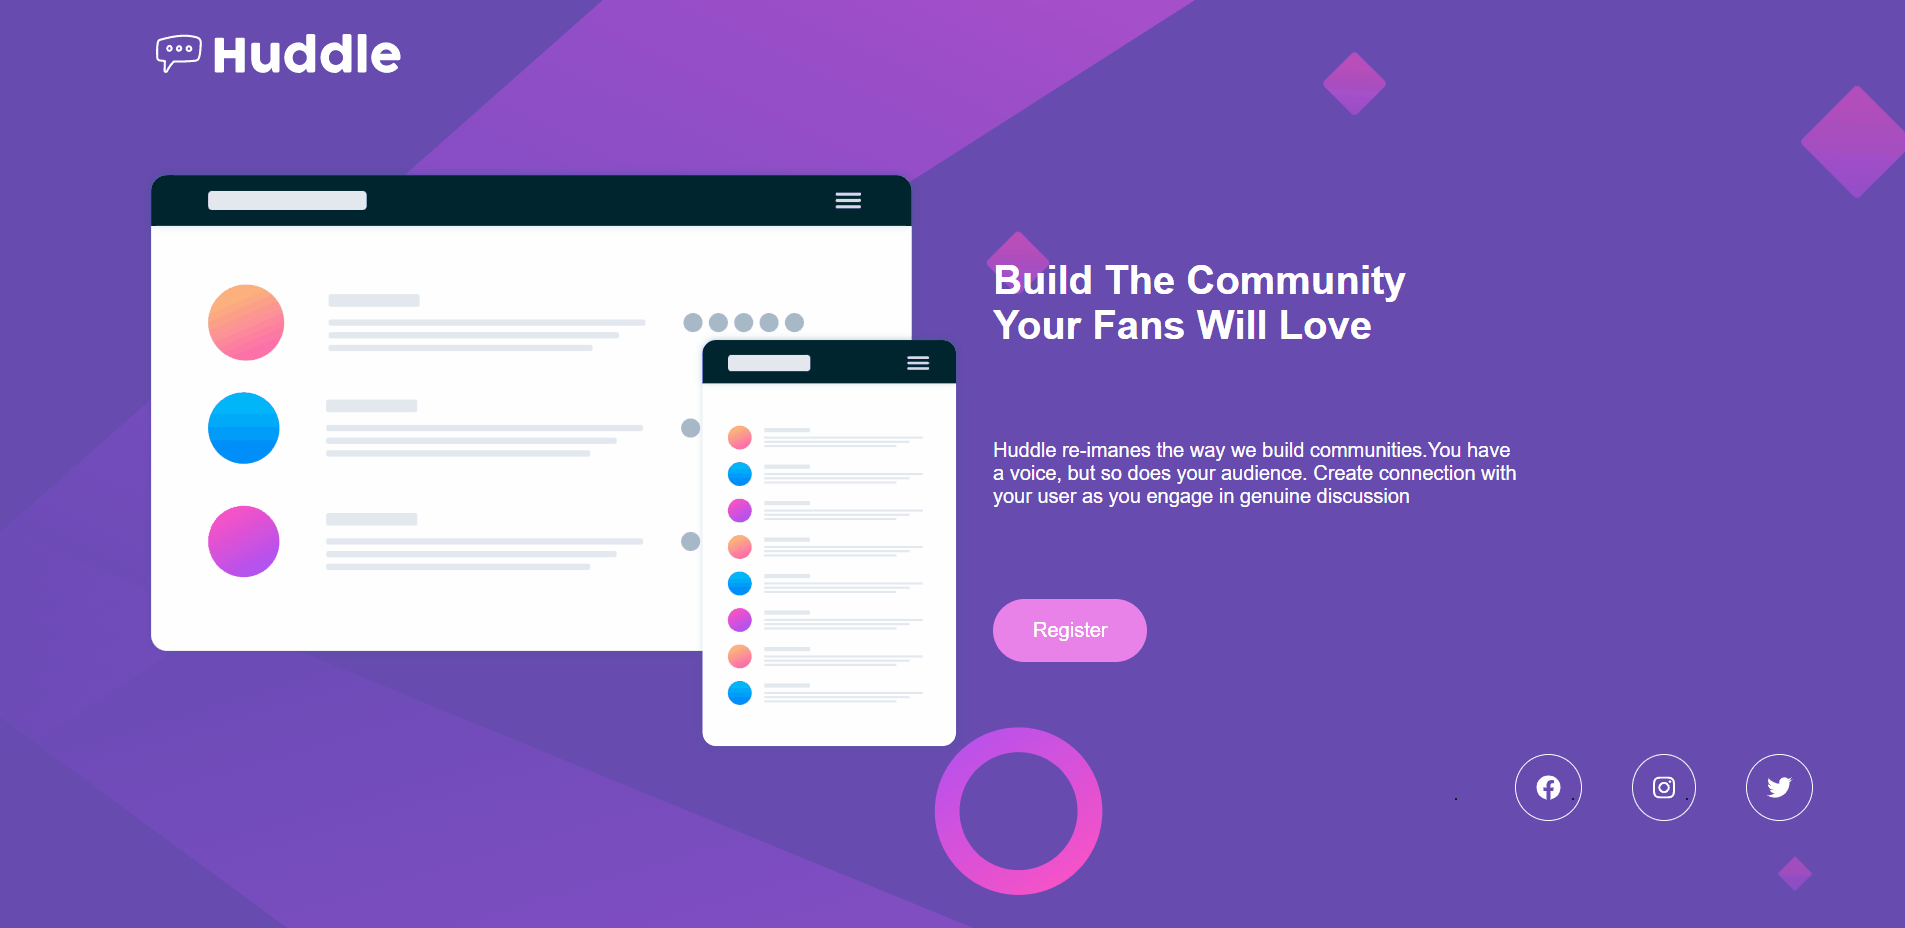 Huddle
Build The Community
Your Fans Will Love
Huddle re-imanes the way we build communities.You have
a voice, but so does your audience. Create connection with
your user as you engage in genuine discussion
Register